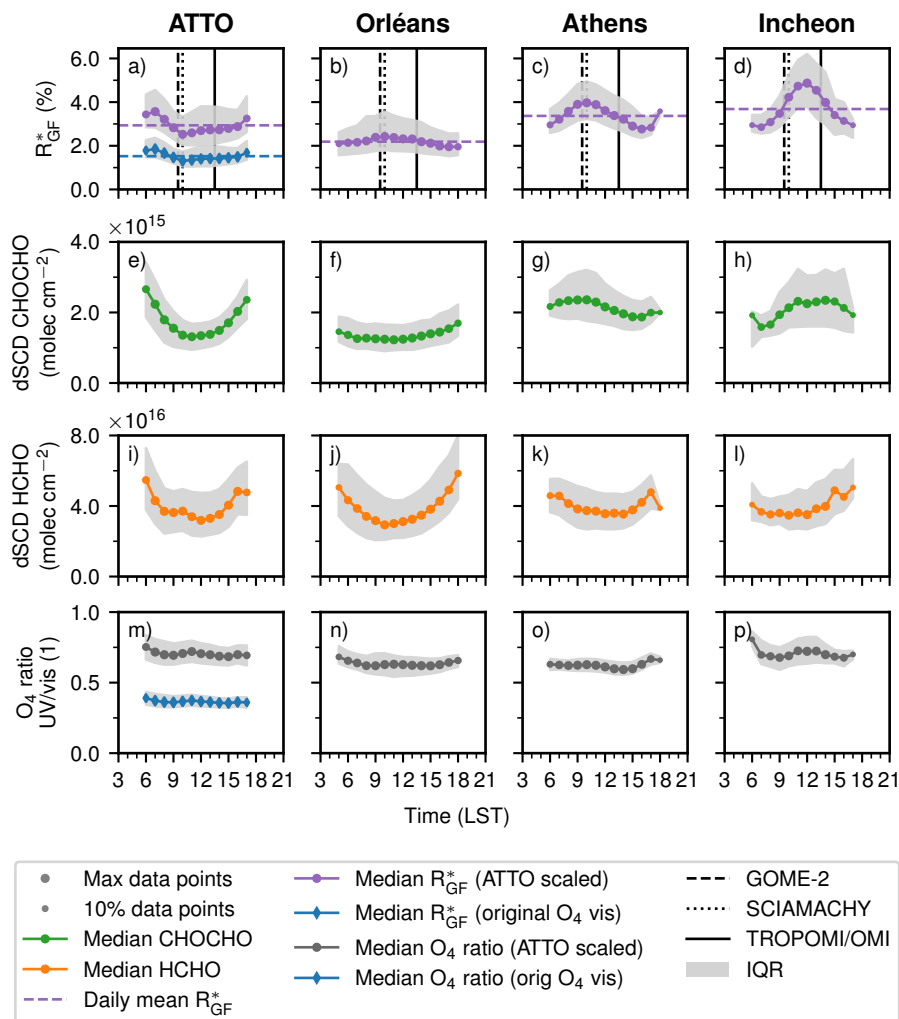 ATTO Orléans Athens Incheon
6.0
4.0
2.0
0.0
R*GF (%)
a) b) c) d)
×10^15
4.0
2.0
0.0
dSCD CHOCHO
(molec cm−2)
e) f) g) h)
×10^16
8.0
4.0
0.0
dSCD HCHO
(molec cm−2)
i) j) k) l)
1.0
0.5
0.0
O4 ratio
UV/vis (1)
m) n) o) p)
3 6 9 12 15 18 21 3 6 9 12 15 18 21 3 6 9 12 15 18 21 3 6 9 12 15 18 21
Time (LST)
Max data points
10% data points
Median CHOCHO
Median HCHO
Daily mean R*GF
Median R*GF (ATTO scaled)
Median R*GF (original O4 vis)
Median O4 ratio (ATTO scaled)
Median O4 ratio (orig O4 vis)
GOME-2
SCIAMACHY
TROPOMI/OMI
IQR